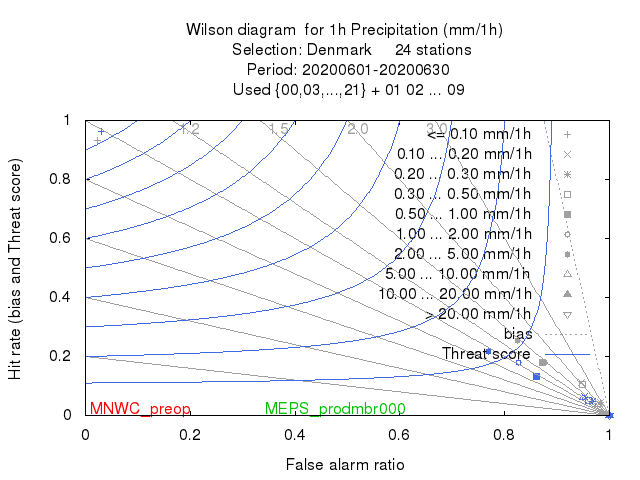 Wilson diagram  for 1h Precipitation (mm/1h)
Selection: Denmark     24 stations
Period: 20200601-20200630
Used {00,03,...,21} + 01 02 ... 09
1.2 1.5 2.0 3.0
<= 0.10 mm/1h
0.10 ... 0.20 mm/1h
0.20 ... 0.30 mm/1h
0.30 ... 0.50 mm/1h
0.50 ... 1.00 mm/1h
1.00 ... 2.00 mm/1h
2.00 ... 5.00 mm/1h
5.00 ... 10.00 mm/1h
10.00 ... 20.00 mm/1h
> 20.00 mm/1h
bias
Threat score
1
0.8
0.6
0.4
0.2
0
Hit rate (bias and Threat score)
MNWC_preop MEPS_prodmbr000
0 0.2 0.4 0.6 0.8 1
False alarm ratio